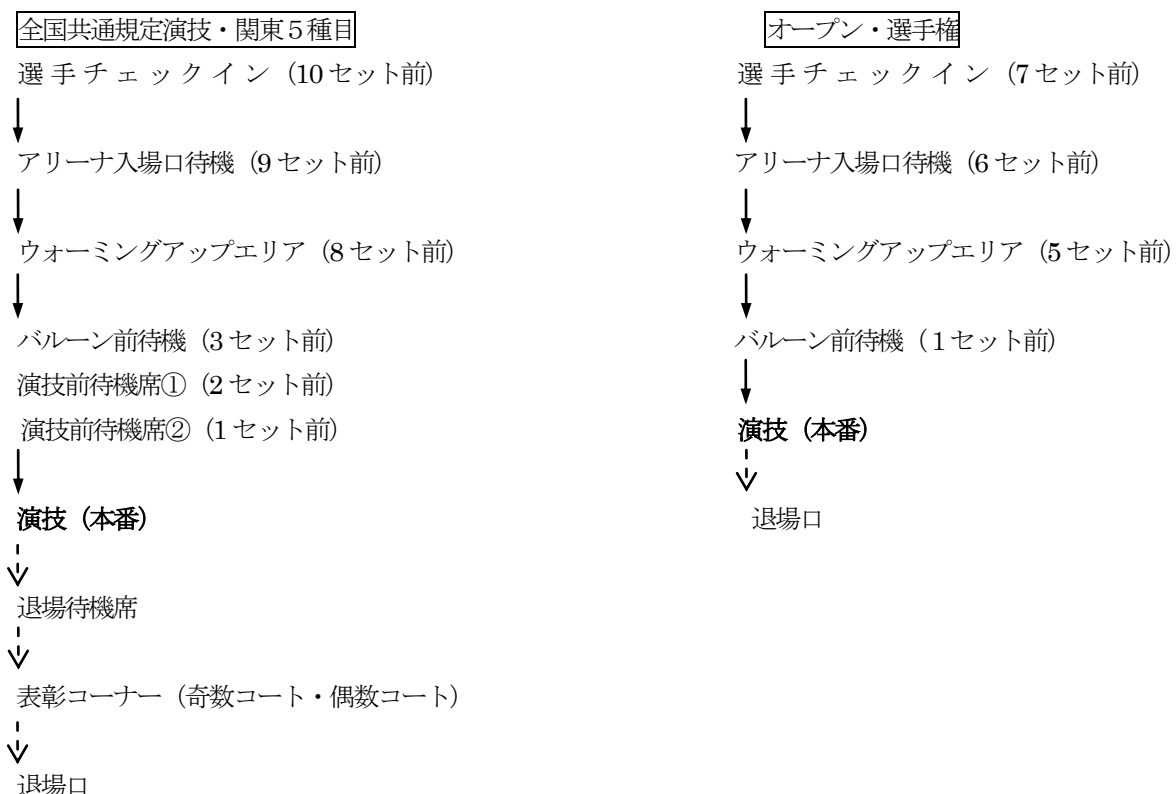 全国共通規定演技・関東５種目
選 手 チ ェ ッ ク イ ン (10 セット前)
アリーナ入場口待機 (9 セット前)
ウォーミングアップエリア (8 セット前)
バルーン前待機 (3 セット前)
演技前待機席① (2 セット前)
演技前待機席② (1 セット前)
演技 (本番)
退場待機席
表彰コーナー (奇数コート・偶数コート)
退場口
オープン・選手権
選 手 チ ェ ッ ク イ ン (7 セット前)
アリーナ入場口待機 (6 セット前)
ウォーミングアップエリア (5 セット前)
バルーン前待機 (１セット前)
演技 (本番)
退場口